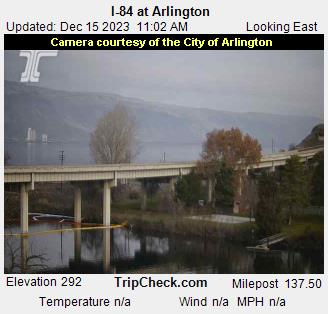 I-84 at Arlington
Updated: Dec 15 2023 11:02 AM Looking East
Camera courtesy of the City of Arlington
Elevation 292 TripCheck.com Milepost 137.50
Temperature n/a Wind n/a MPH n/a